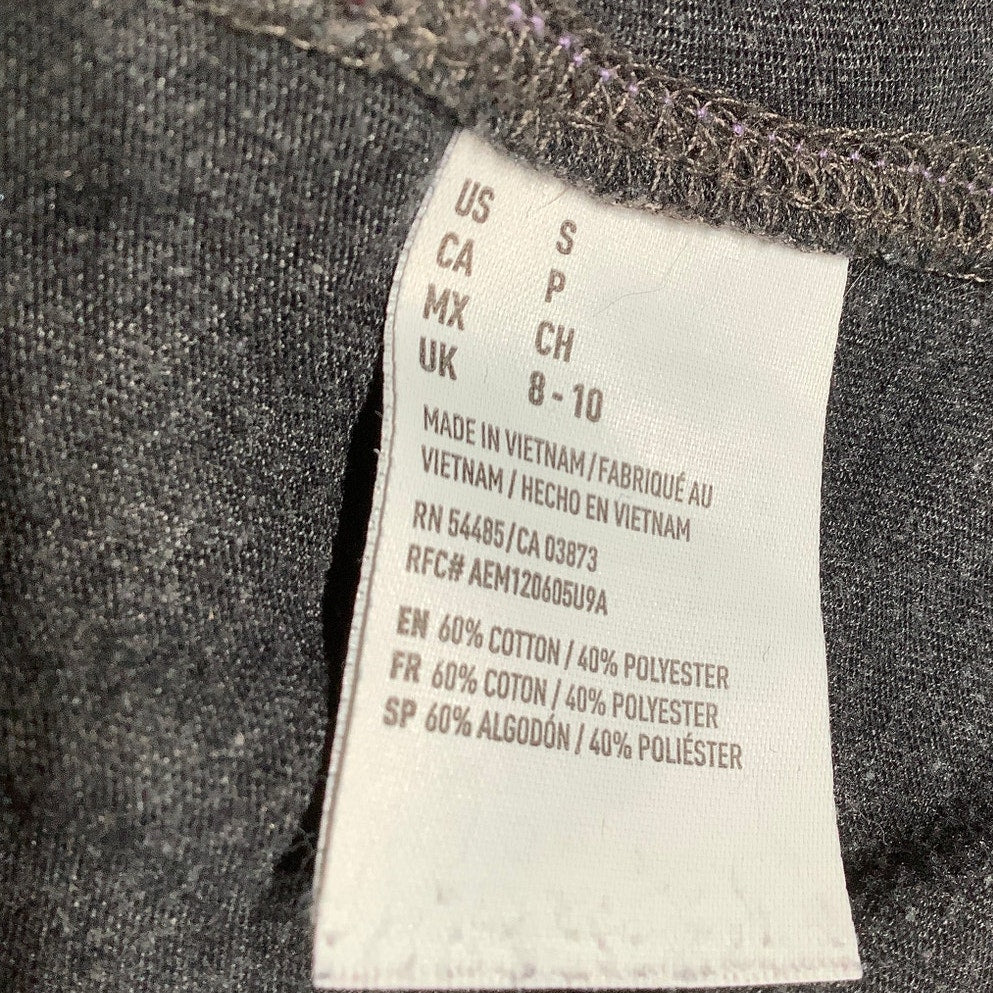 US S
CA P
MX CH
UK 8 - 10
MADE IN VIETNAM / FABRIQUÉ AU
VIETNAM / HECHO EN VIETNAM
RN 54485/CA 03873
RFC# AEM120605U9A
EN 60% COTTON / 40% POLYESTER
FR 60% COTON / 40% POLYESTER
SP 60% ALGODÓN / 40% POLIÉSTER